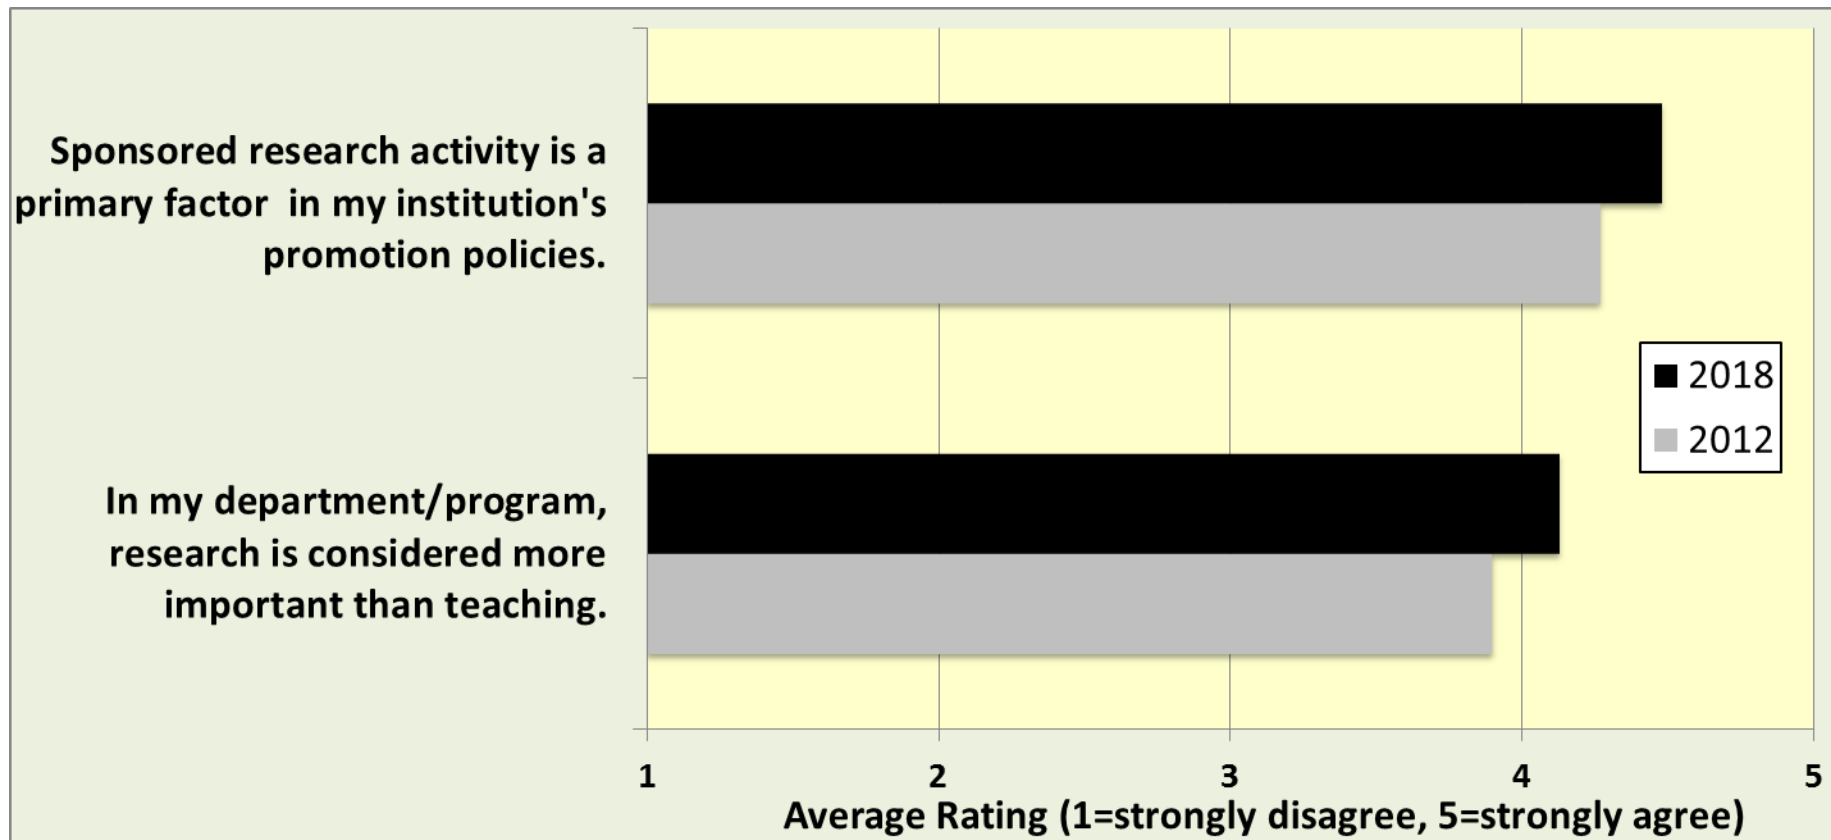 Sponsored research activity is a
primary factor  in my institution's
promotion policies.
In my department/program,
research is considered more
important than teaching.
2018
2012
1 2 3 4 5
Average Rating (1=strongly disagree, 5=strongly agree)